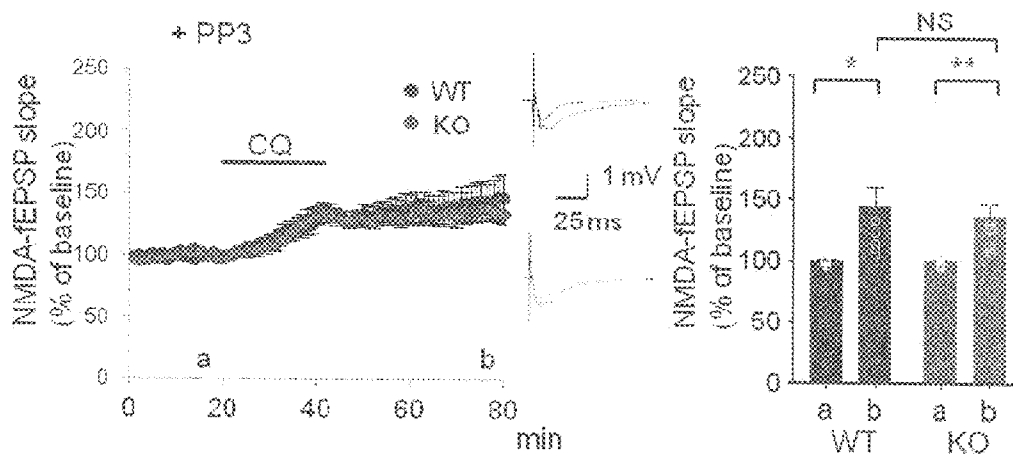 + PP3
NMDA-fEPSP slope
(% of baseline)
250
200
150
100
50
0
WT
KO
CQ
a
b
0
20
40
60
80
min
1 mV
25 ms
NMDA-fEPSP slope
(% of baseline)
250
200
150
100
50
0
NS
*
**
a
b
a
b
WT
KO